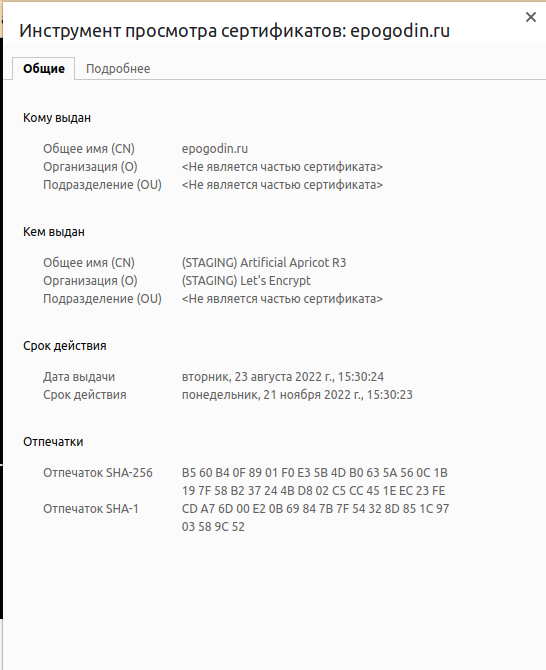 Инструмент просмотра сертификатов: epogodin.ru
Общие Подробнее
Кому выдан
Общее имя (CN) epogodin.ru
Организация (O) <Не является частью сертификата>
Подразделение (OU) <Не является частью сертификата>
Кем выдан
Общее имя (CN) (STAGING) Artificial Apricot R3
Организация (O) (STAGING) Let's Encrypt
Подразделение (OU) <Не является частью сертификата>
Срок действия
Дата выдачи вторник, 23 августа 2022 г., 15:30:24
Срок действия понедельник, 21 ноября 2022 г., 15:30:23
Отпечатки
Отпечаток SHA-256 B5 60 B4 0F 89 01 F0 E3 5B 4D B0 63 5A 56 0C 1B
19 7F 58 B2 37 24 4B D8 02 C5 CC 45 1E EC 23 FE
Отпечаток SHA-1 CD A7 6D 00 E2 0B 69 84 7B 7F 54 32 8D 85 1C 97
03 58 9C 52